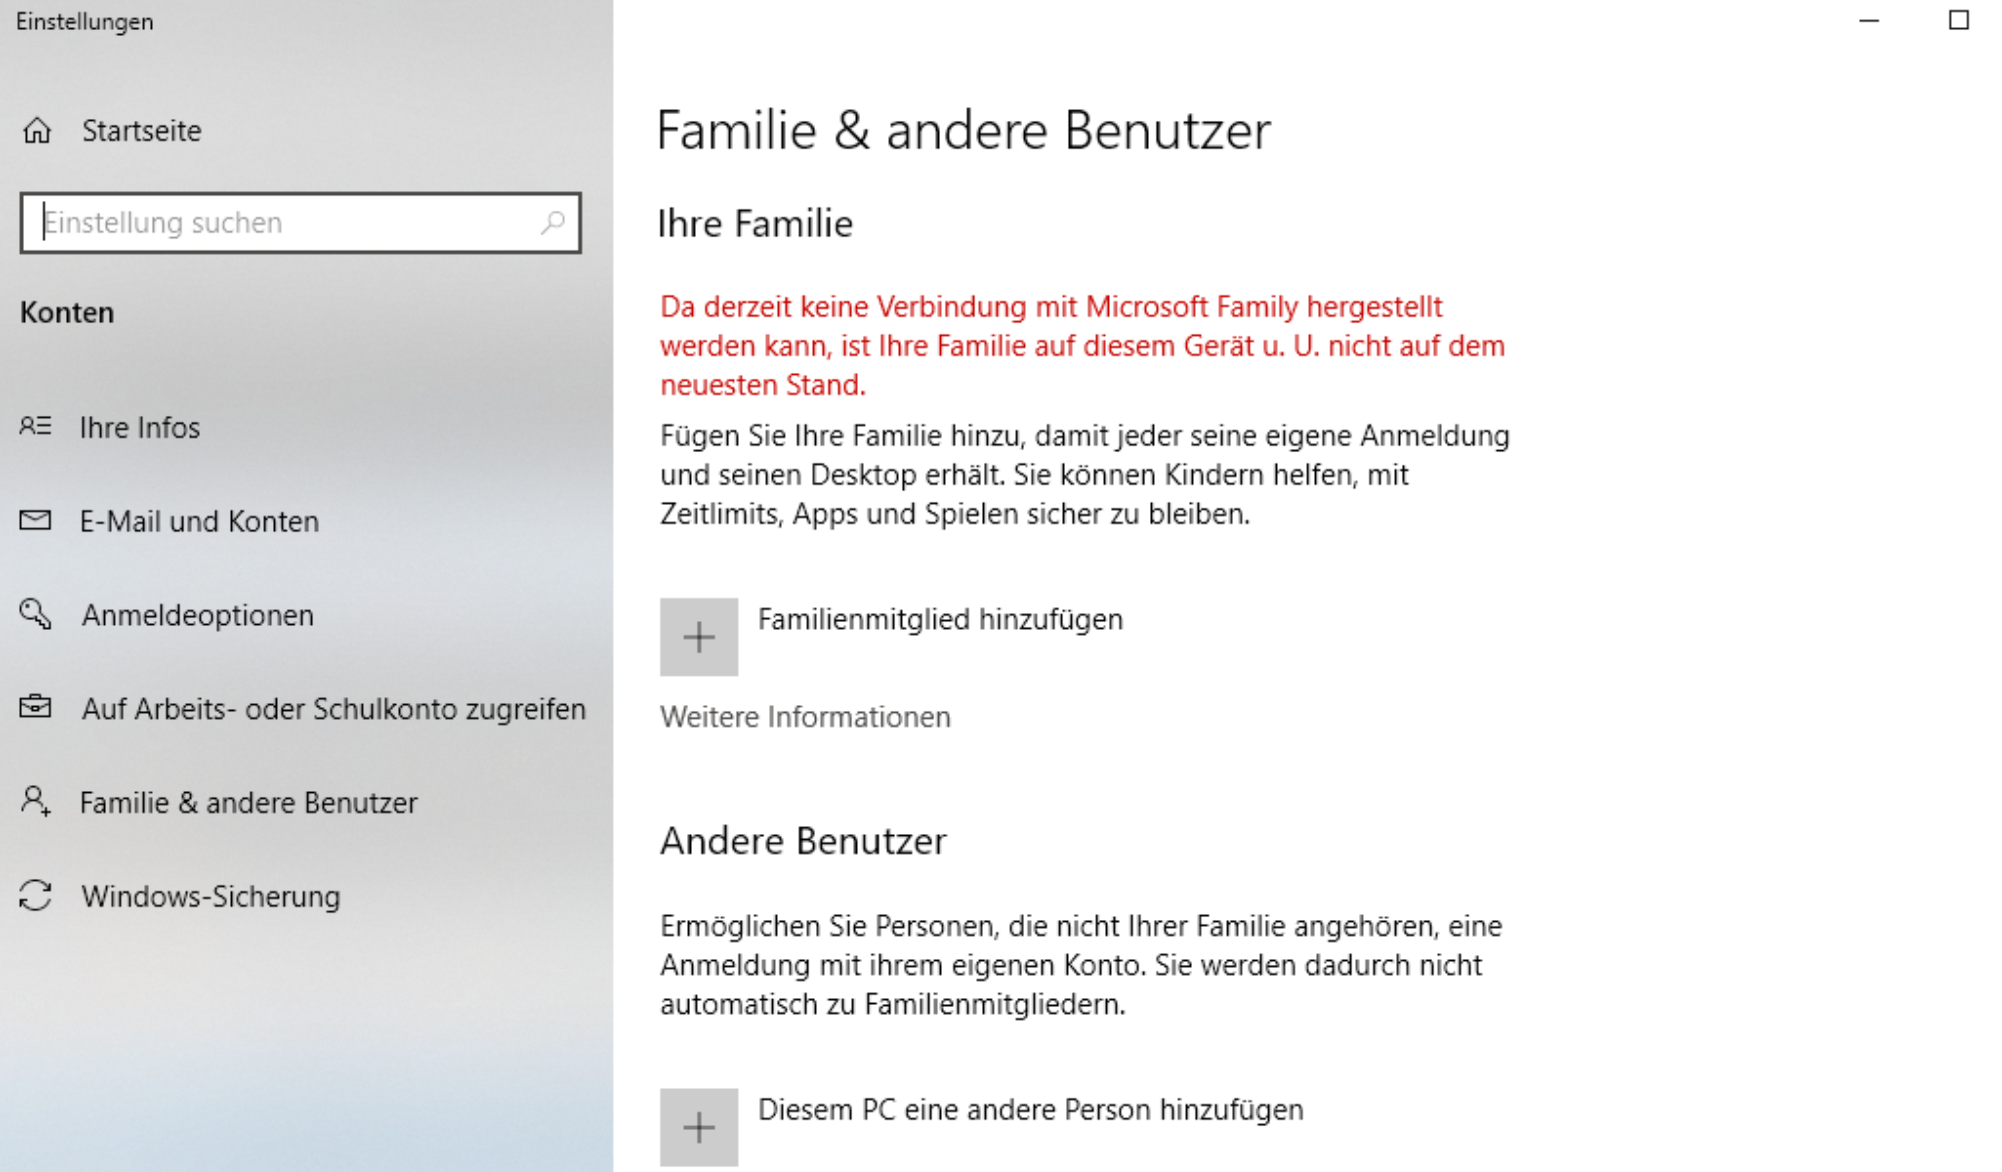 Einstellungen
Startseite
Einstellung suchen
Konten
Ihre Infos
E-Mail und Konten
Anmeldeoptionen
Auf Arbeits- oder Schulkonto zugreifen
Familie & andere Benutzer
Windows-Sicherung
Familie & andere Benutzer
Ihre Familie
Da derzeit keine Verbindung mit Microsoft Family hergestellt
werden kann, ist Ihre Familie auf diesem Gerät u. U. nicht auf dem
neuesten Stand.
Fügen Sie Ihre Familie hinzu, damit jeder seine eigene Anmeldung
und seinen Desktop erhält. Sie können Kindern helfen, mit
Zeitlimits, Apps und Spielen sicher zu bleiben.
Familienmitglied hinzufügen
Weitere Informationen
Andere Benutzer
Ermöglichen Sie Personen, die nicht Ihrer Familie angehören, eine
Anmeldung mit ihrem eigenen Konto. Sie werden dadurch nicht
automatisch zu Familienmitgliedern.
Diesem PC eine andere Person hinzufügen